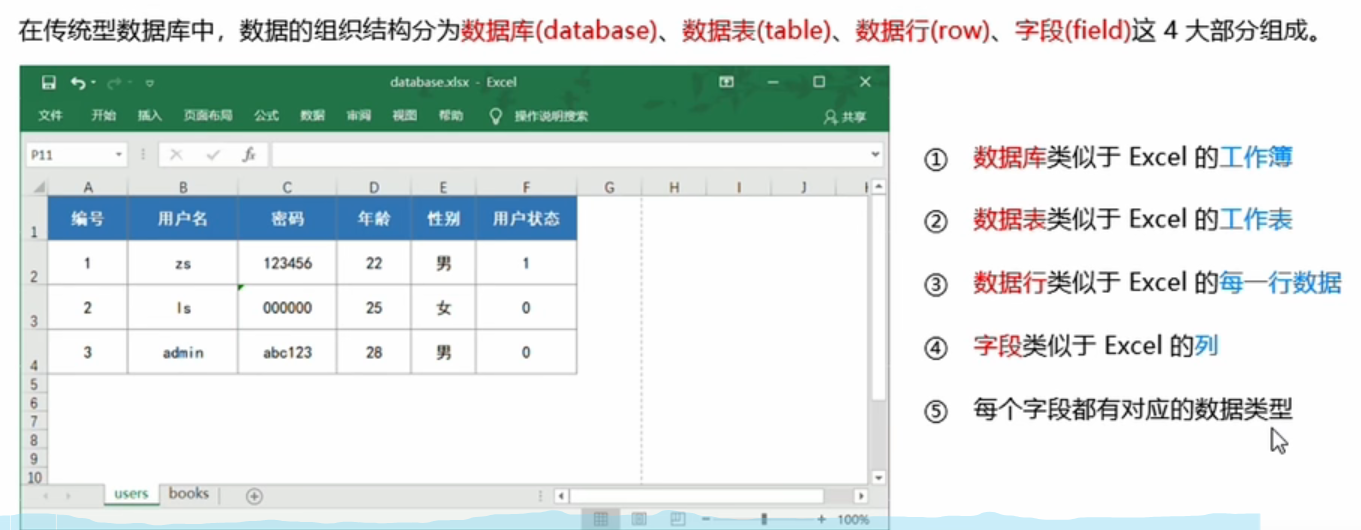 在传统型数据库中，数据的组织结构分为数据库(database)、数据表(table)、数据行(row)、字段(field)这 4 大部分组成。
database.xlsx - Excel
文件 开始 插入 页面布局 公式 数据 审阅 视图 帮助 操作说明搜索 共享
P11 fx
A B C D E F G H I J
1 编号 用户名 密码 年龄 性别 用户状态
2 1 zs 123456 22 男 1
3 2 ls 000000 25 女 0
4 3 admin abc123 28 男 0
5
6
7
8
9
10
users books
100%
① 数据库类似于 Excel 的工作簿
② 数据表类似于 Excel 的工作表
③ 数据行类似于 Excel 的每一行数据
④ 字段类似于 Excel 的列
⑤ 每个字段都有对应的数据类型